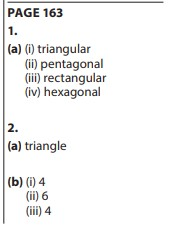 PAGE 163
1.
(a) (i) triangular
(ii) pentagonal
(iii) rectangular
(iv) hexagonal
2.
(a) triangle
(b) (i) 4
(ii) 6
(iii) 4